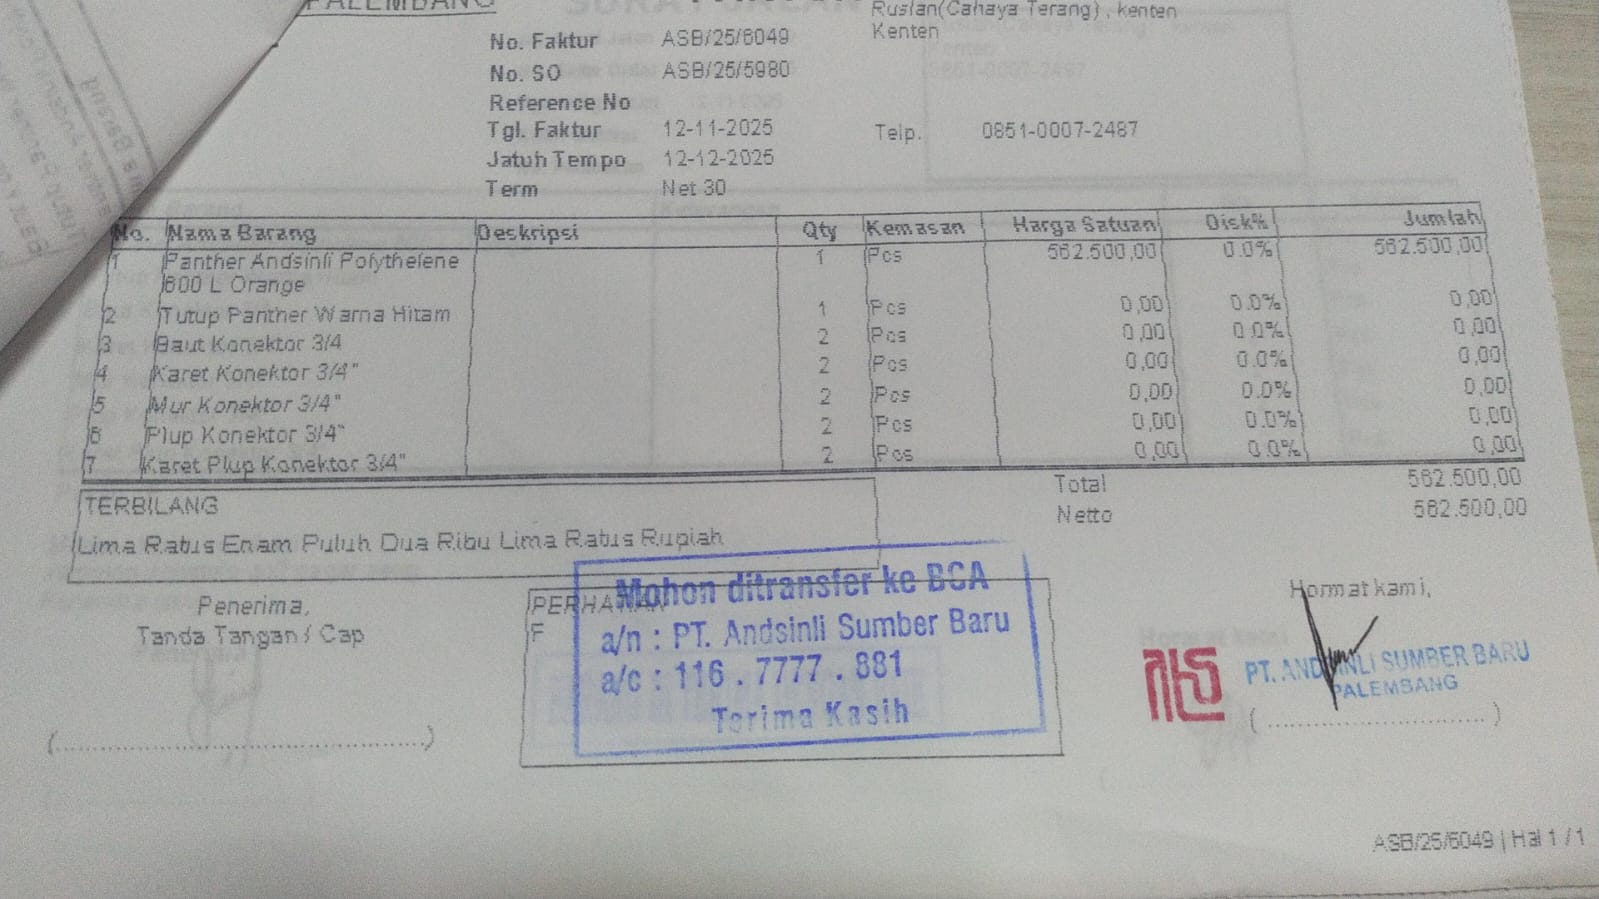 PALEMBANG
Ruslan(Cahaya Terang) , kenten
Kenten
No. Faktur ASB/25/6049
No. SO ASB/25/5980
Reference No
Tgl. Faktur 12-11-2025
Telp. 0851-0007-2487
Jatuh Tempo 12-12-2025
Term Net 30
No. Nama Barang Deskripsi Qty Kemasan Harga Satuan Disk% Jumlah
1 Panther Andsinli Polythelene 1 Pcs 562.500,00 0.0% 562.500,00
600 L Orange
2 Tutup Panther Warna Hitam 1 Pcs 0,00 0.0% 0,00
3 Baut Konektor 3/4 2 Pcs 0,00 0.0% 0,00
4 Karet Konektor 3/4" 2 Pcs 0,00 0.0% 0,00
5 Mur Konektor 3/4" 2 Pcs 0,00 0.0% 0,00
6 Plup Konektor 3/4" 2 Pcs 0,00 0.0% 0,00
7 Karet Plup Konektor 3/4" 2 Pcs 0,00 0.0% 0,00
Total 562.500,00
Netto 562.500,00
TERBILANG
Lima Ratus Enam Puluh Dua Ribu Lima Ratus Rupiah
Penerima,
Tanda Tangan / Cap
(............................................)
F
Mohon ditransfer ke BCA
a/n : PT. Andsinli Sumber Baru
a/c : 116 . 7777 . 881
Terima Kasih
Hormat kami,
PT. ANDSINLI SUMBER BARU
PALEMBANG
(..........................)
ASB/25/6049 | Hal 1 / 1